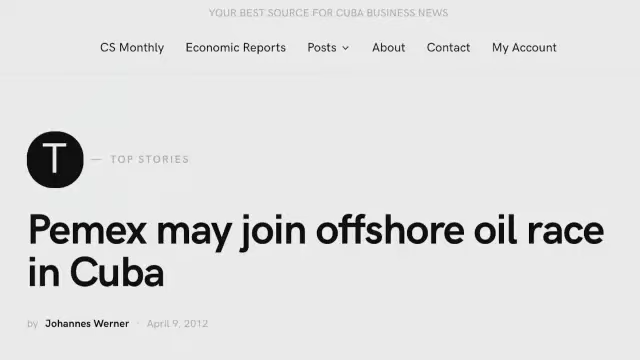 YOUR BEST SOURCE FOR CUBA BUSINESS NEWS
CS Monthly Economic Reports Posts About Contact My Account
T — TOP STORIES
Pemex may join offshore oil race
in Cuba
by Johannes Werner · April 9, 2012